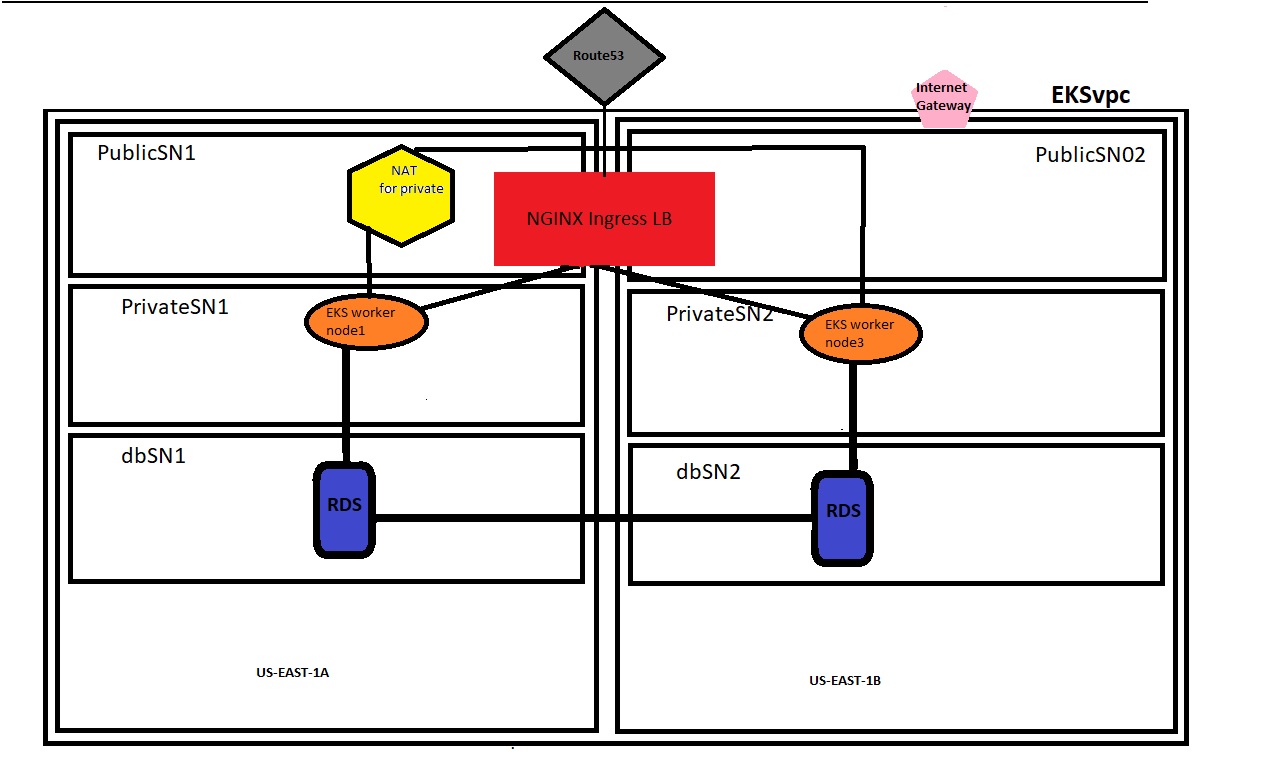 Route53
Internet
Gateway
EKSvpc
PublicSN1
NAT
for private
NGINX Ingress LB
PublicSN02
PrivateSN1
EKS worker
node1
PrivateSN2
EKS worker
node3
dbSN1
RDS
dbSN2
RDS
US-EAST-1A
US-EAST-1B